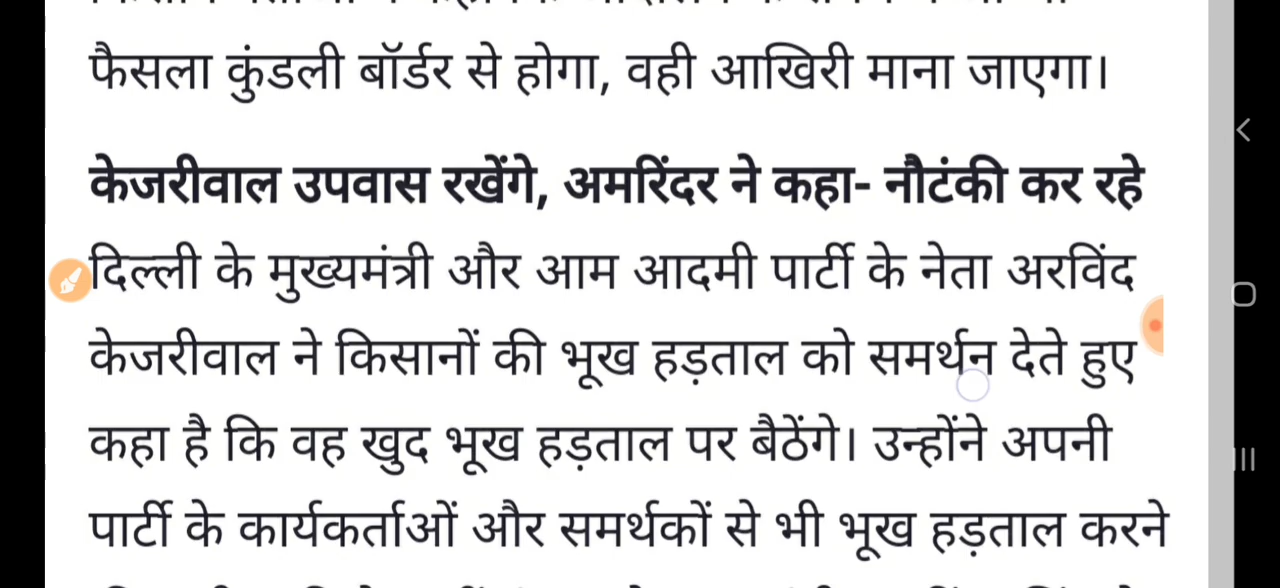 फैसला कुंडली बॉर्डर से होगा, वही आखिरी माना जाएगा।
केजरीवाल उपवास रखेंगे, अमरिंदर ने कहा- नौटंकी कर रहे
दिल्ली के मुख्यमंत्री और आम आदमी पार्टी के नेता अरविंद
केजरीवाल ने किसानों की भूख हड़ताल को समर्थन देते हुए
कहा है कि वह खुद भूख हड़ताल पर बैठेंगे। उन्होंने अपनी
पार्टी के कार्यकर्ताओं और समर्थकों से भी भूख हड़ताल करने